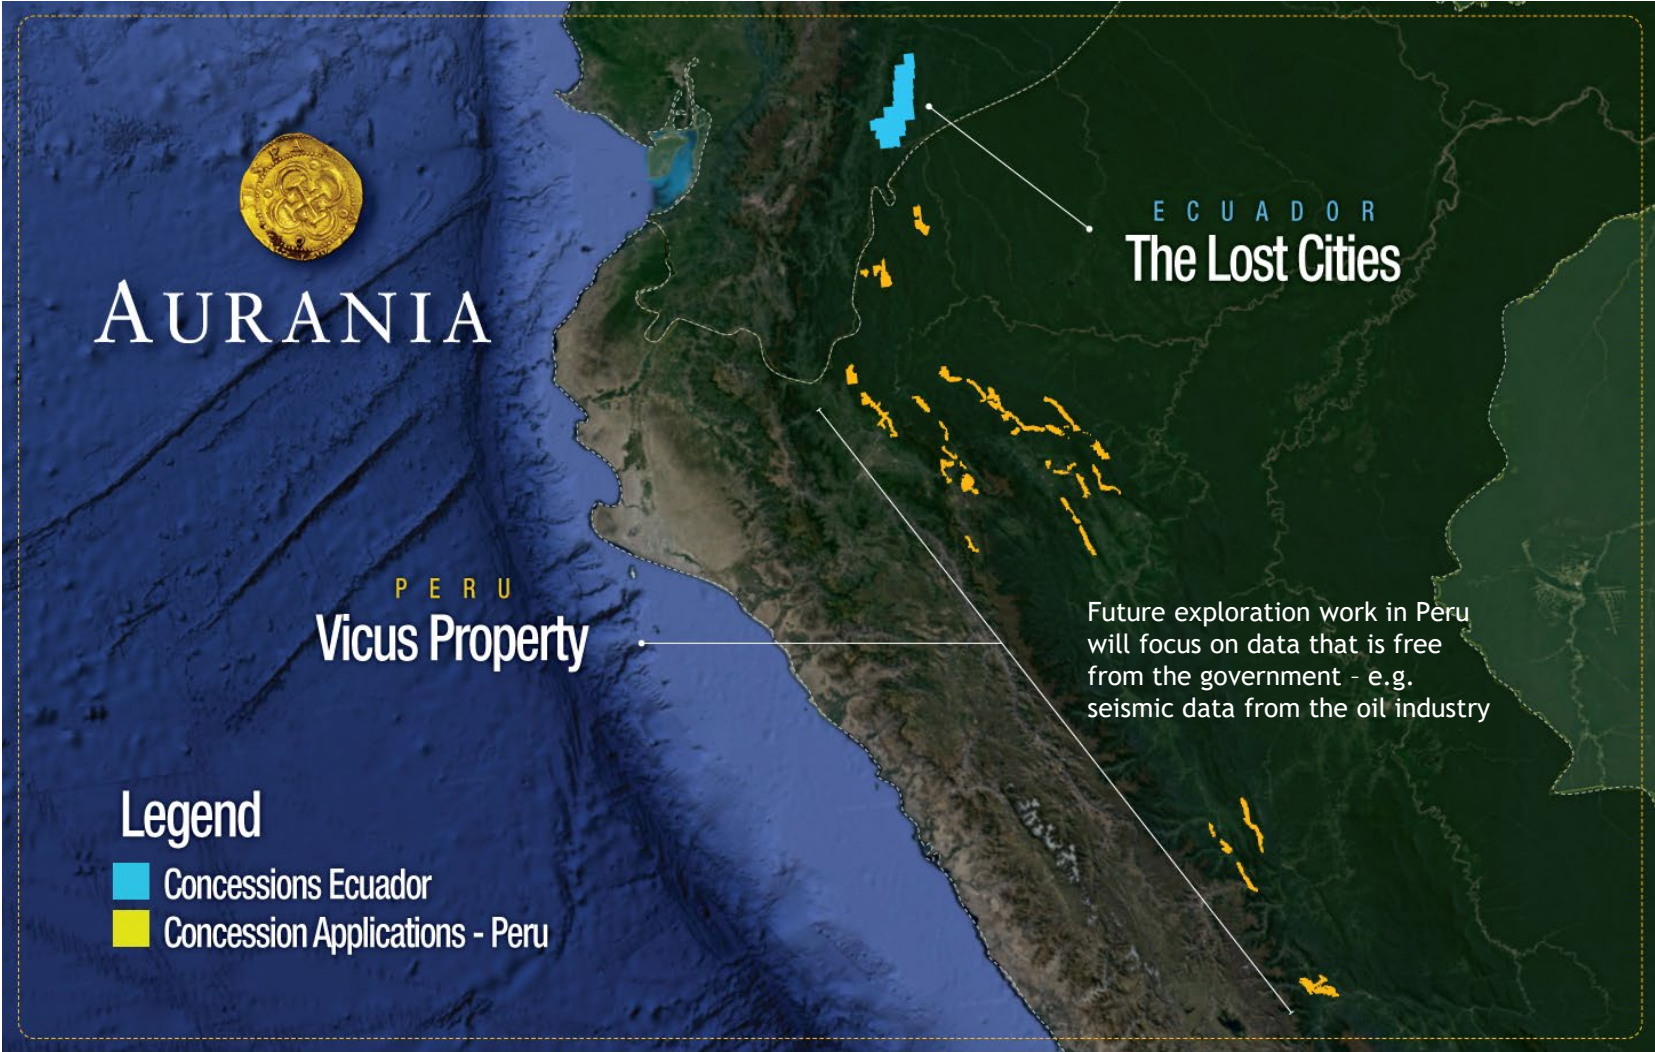 AURANIA
ECUADOR
The Lost Cities
PERU
Vicus Property
Future exploration work in Peru
will focus on data that is free
from the government – e.g.
seismic data from the oil industry
Legend
Concessions Ecuador
Concession Applications - Peru